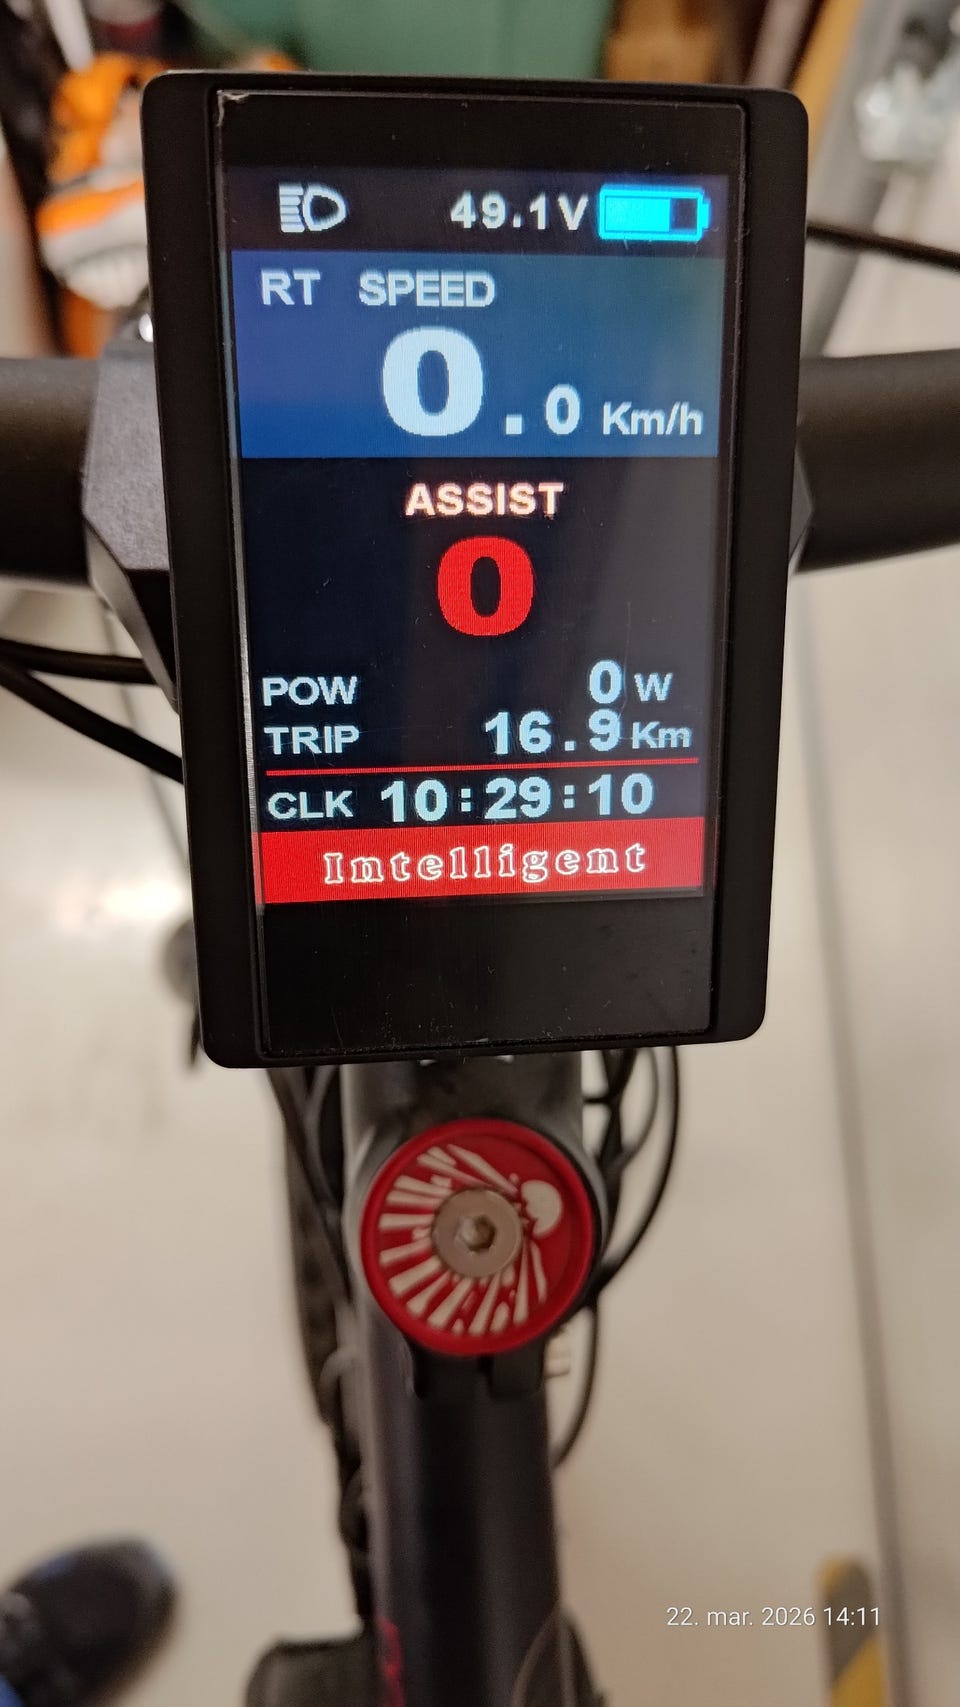 49.1V
RT SPEED
0.0 Km/h
ASSIST
0
POW 0 W
TRIP 16.9 Km
CLK 10:29:10
Intelligent
22. mar. 2026 14:11